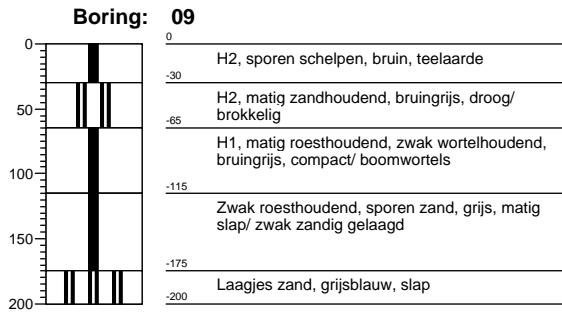 Boring: 09
0
0
H2, sporen schelpen, bruin, teelaarde
-30
50
H2, matig zandhoudend, bruingrijs, droog/
brokkelig
-65
H1, matig roesthoudend, zwak wortelhoudend,
bruingrijs, compact/ boomwortels
100
-115
Zwak roesthoudend, sporen zand, grijs, matig
slap/ zwak zandig gelaagd
150
-175
Laagjes zand, grijsblauw, slap
200
-200